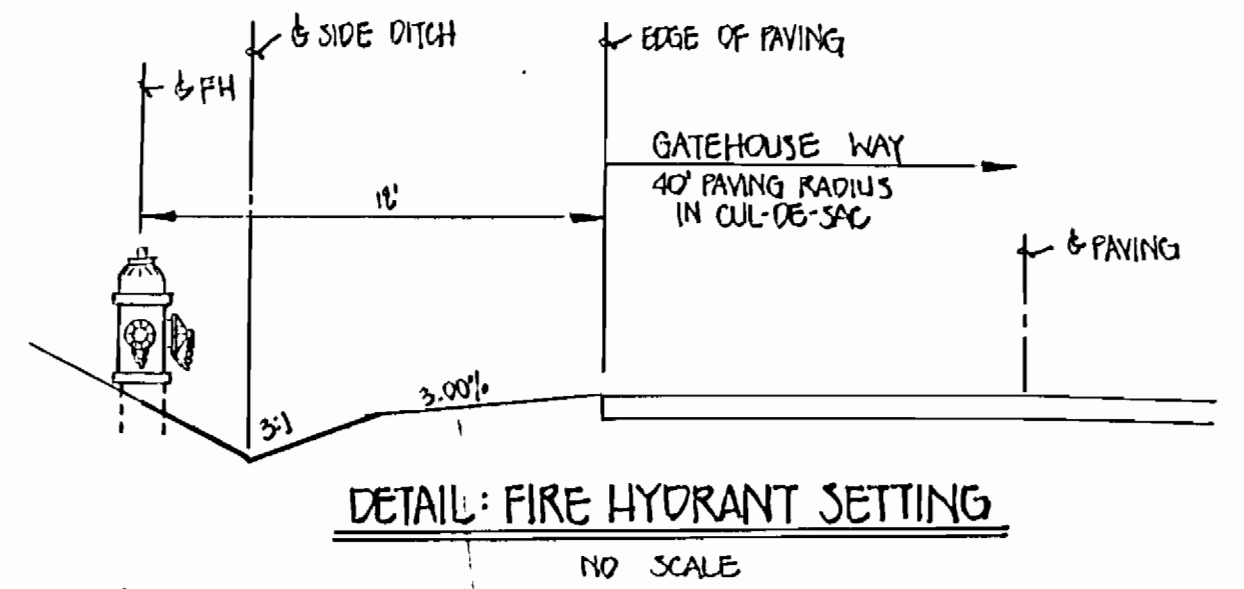 ℄ SIDE DITCH
EDGE OF PAVING
℄ FH
GATEHOUSE WAY
40' PAVING RADIUS
IN CUL-DE-SAC
℄ PAVING
3.00%
3:1
DETAIL: FIRE HYDRANT SETTING
NO SCALE